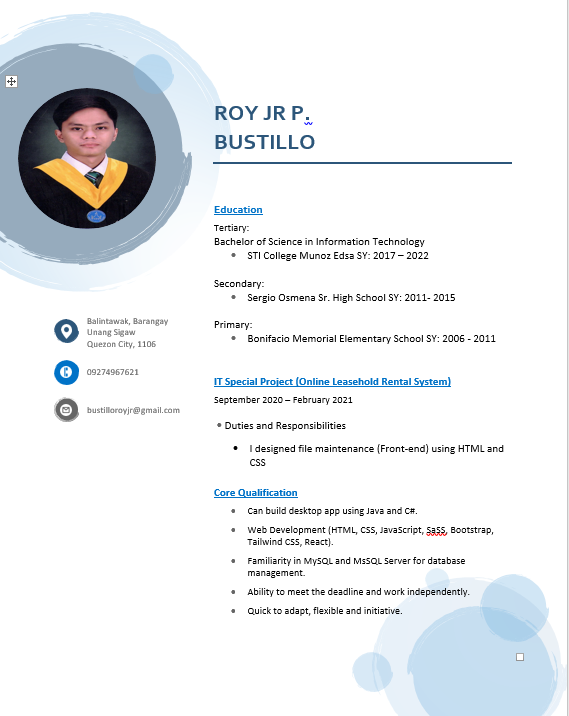 ROY JR P.
BUSTILLO
Education
Tertiary:
Bachelor of Science in Information Technology
• STI College Munoz Edsa SY: 2017 – 2022
Secondary:
• Sergio Osmena Sr. High School SY: 2011- 2015
Primary:
• Bonifacio Memorial Elementary School SY: 2006 - 2011
IT Special Project (Online Leasehold Rental System)
September 2020 – February 2021
• Duties and Responsibilities
• I designed file maintenance (Front-end) using HTML and
CSS
Core Qualification
• Can build desktop app using Java and C#.
• Web Development (HTML, CSS, JavaScript, SaSS, Bootstrap,
Tailwind CSS, React).
• Familiarity in MySQL and MsSQL Server for database
management.
• Ability to meet the deadline and work independently.
• Quick to adapt, flexible and initiative.
Balintawak, Barangay
Unang Sigaw
Quezon City, 1106
09274967621
bustilloroyjr@gmail.com